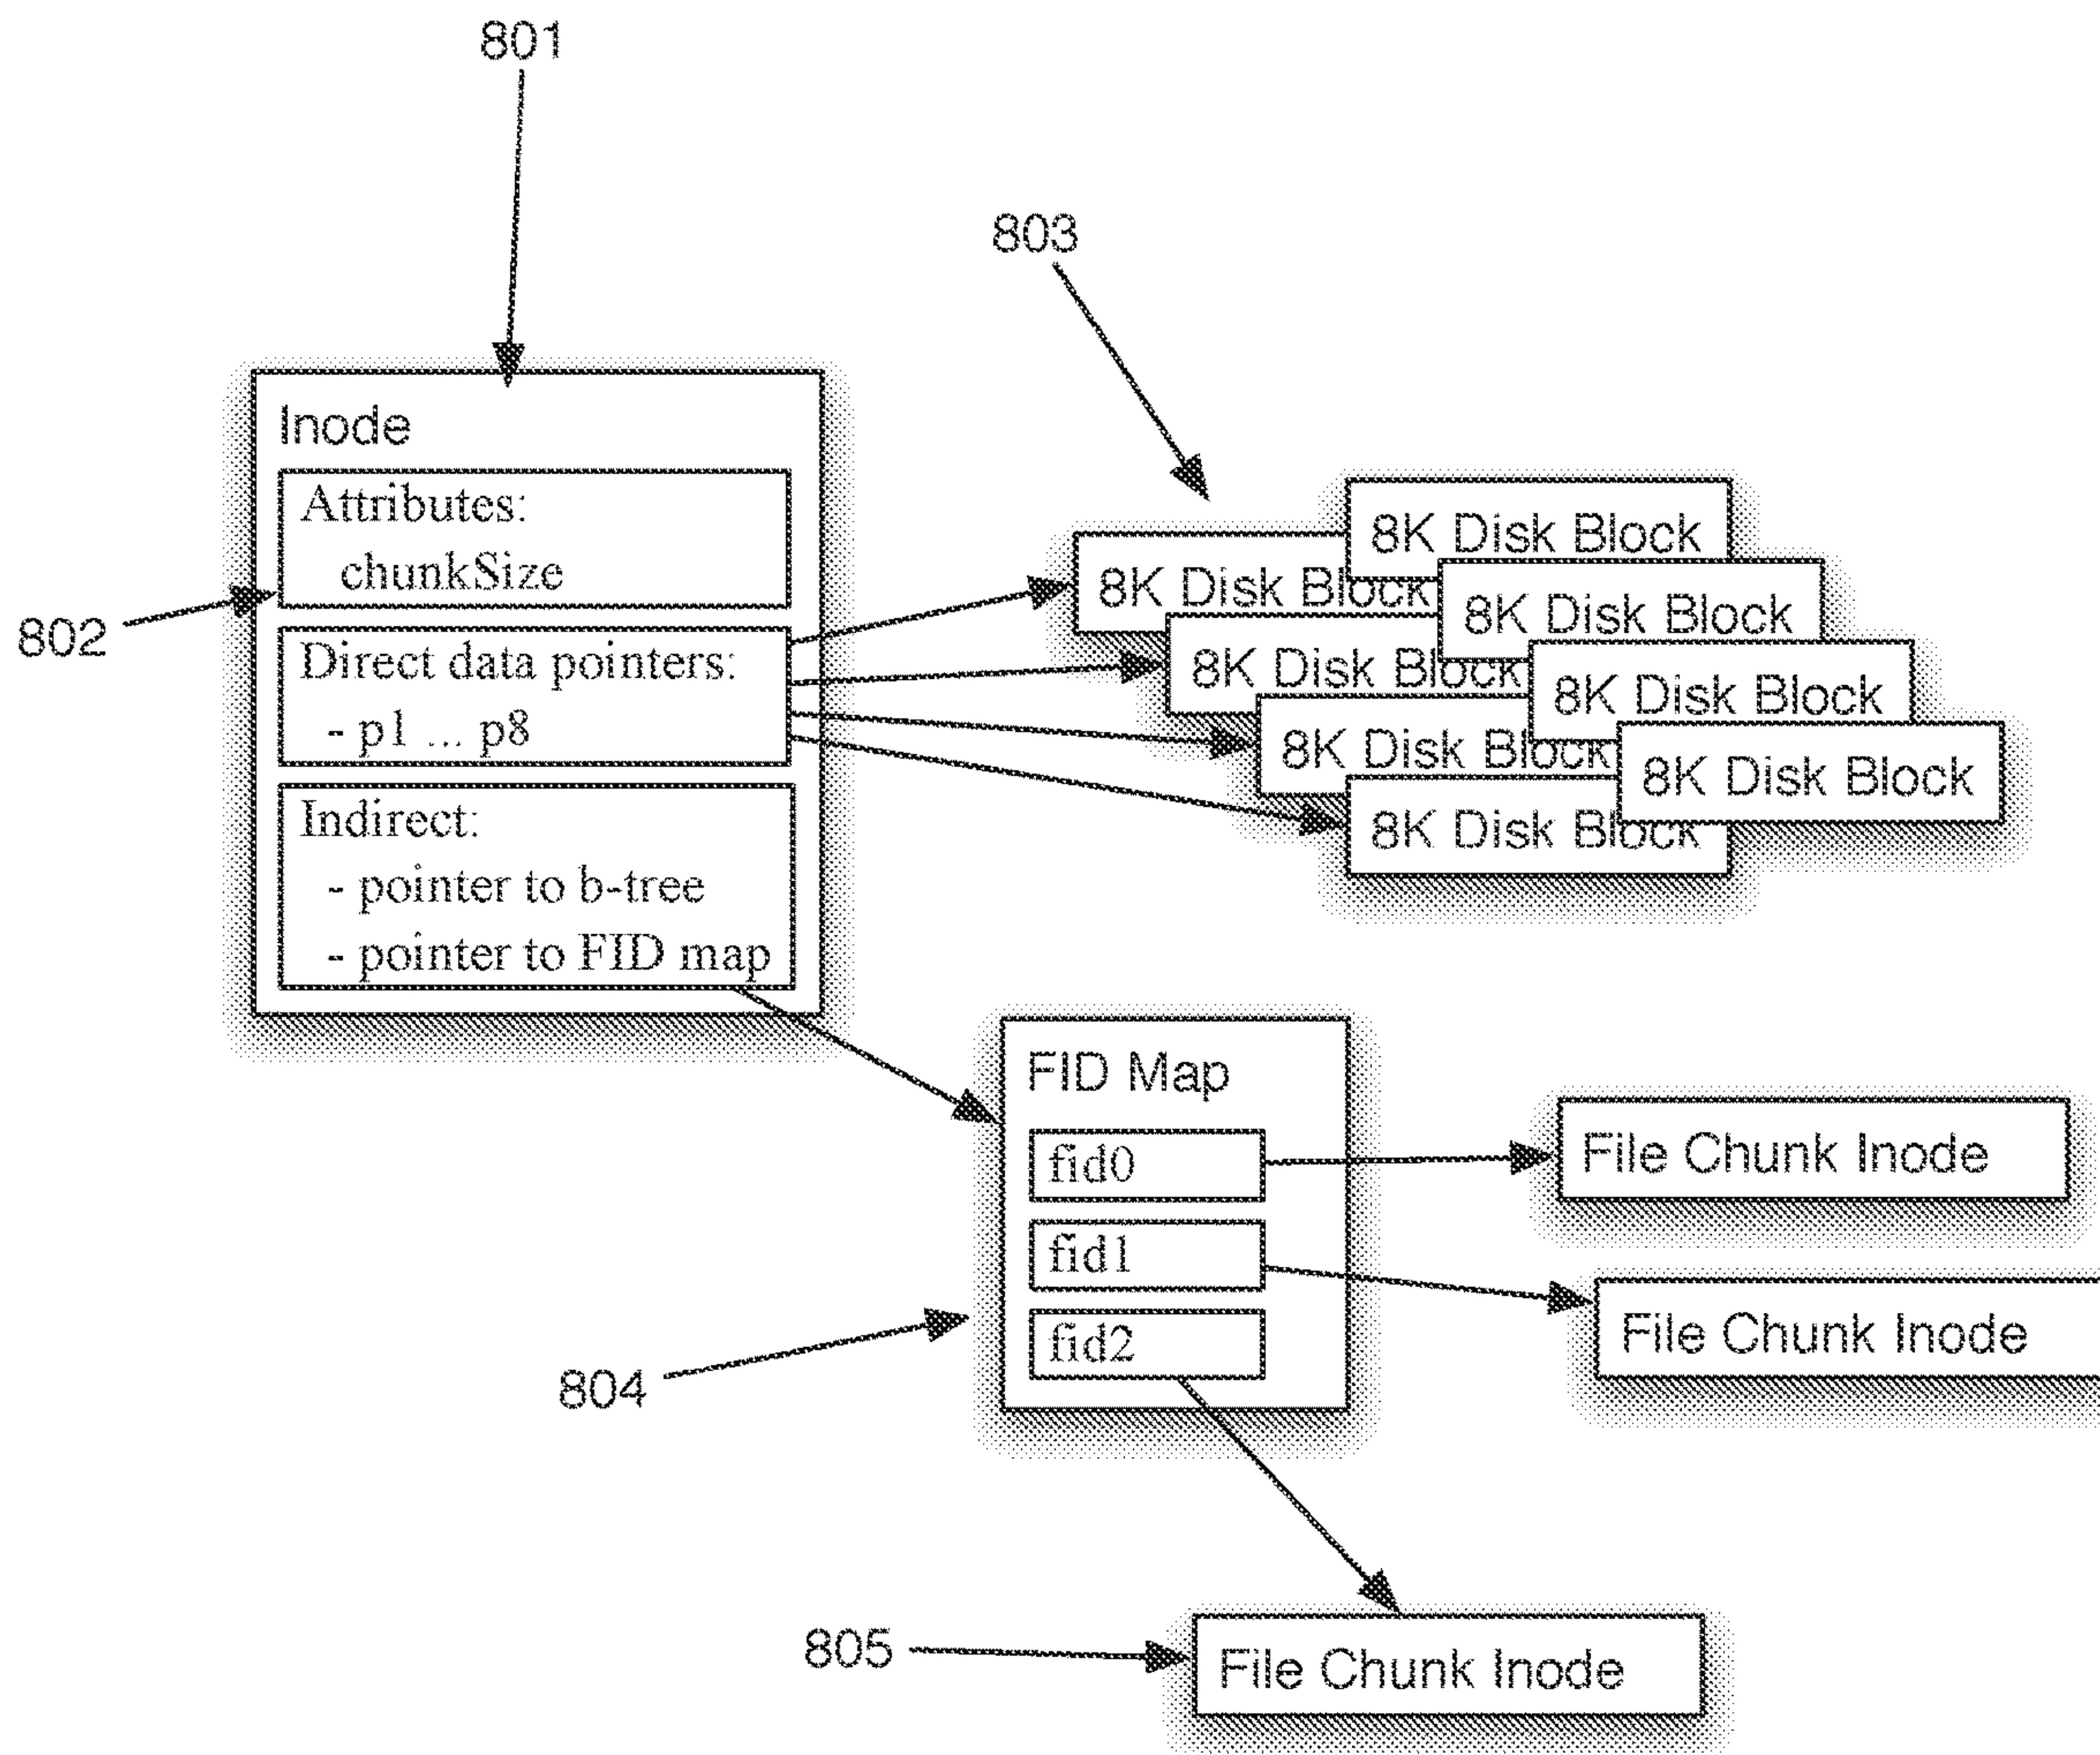 801
803
Inode
Attributes:
chunkSize
802
Direct data pointers:
- p1 ... p8
Indirect:
- pointer to b-tree
- pointer to FID map
8K Disk Block
8K Disk Block
8K Disk Block
8K Disk Block
8K Disk Block
8K Disk Block
8K Disk Block
8K Disk Block
FID Map
fid0
fid1
fid2
804
File Chunk Inode
File Chunk Inode
805
File Chunk Inode